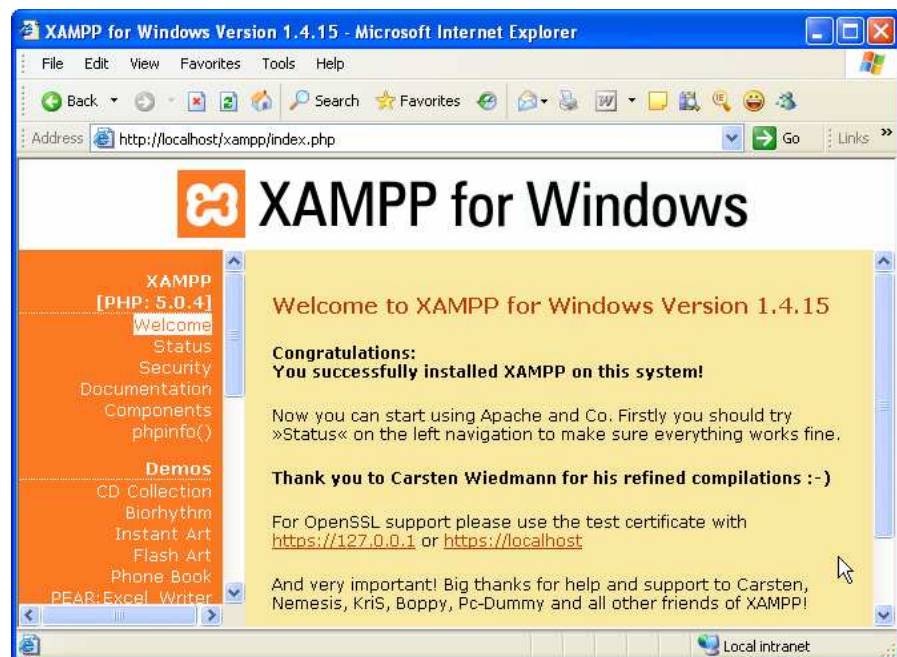 XAMPP for Windows Version 1.4.15 - Microsoft Internet Explorer
File Edit View Favorites Tools Help
Back Search Favorites
Address http://localhost/xampp/index.php Go Links »
XAMPP for Windows
XAMPP
[PHP: 5.0.4]
Welcome
Status
Security
Documentation
Components
phpinfo()
Demos
CD Collection
Biorhythm
Instant Art
Flash Art
Phone Book
PEAR:Excel_Writer
Welcome to XAMPP for Windows Version 1.4.15
Congratulations:
You successfully installed XAMPP on this system!
Now you can start using Apache and Co. Firstly you should try
»Status« on the left navigation to make sure everything works fine.
Thank you to Carsten Wiedmann for his refined compilations :-)
For OpenSSL support please use the test certificate with
https://127.0.0.1 or https://localhost
And very important! Big thanks for help and support to Carsten,
Nemesis, KriS, Boppy, Pc-Dummy and all other friends of XAMPP!
Local intranet